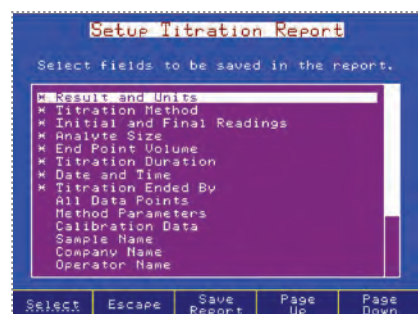 Setup Titration Report
Select fields to be saved in the report.
* Result and Units
* Titration Method
* Initial and Final Readings
* Analyte Size
* End Point Volume
* Titration Duration
* Date and Time
* Titration Ended By
All Data Points
Method Parameters
Calibration Data
Sample Name
Company Name
Operator Name
Select Escape Save Report Page Up Page Down